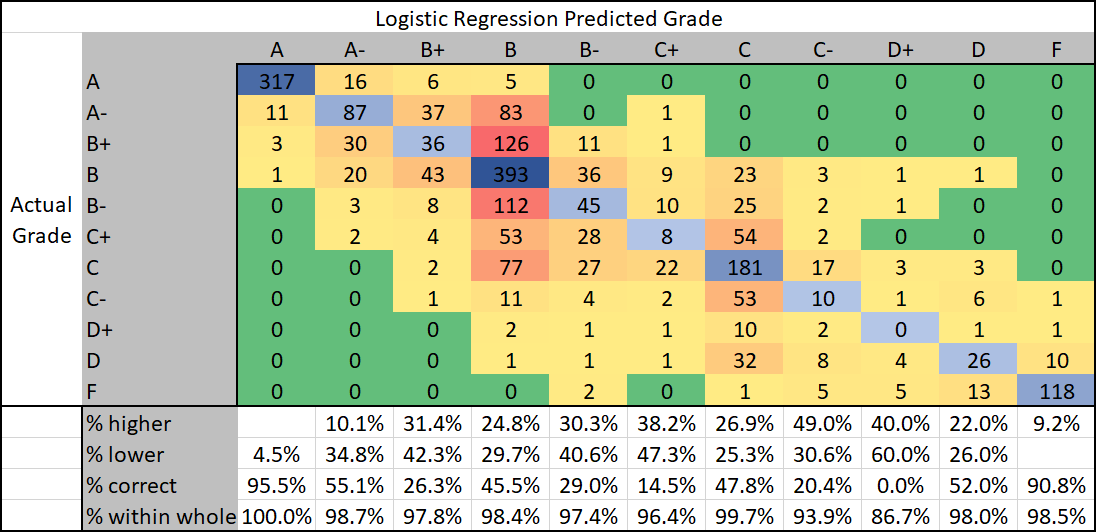 Logistic Regression Predicted Grade
A A- B+ B B- C+ C C- D+ D F
A 317 16 6 5 0 0 0 0 0 0 0
A- 11 87 37 83 0 1 0 0 0 0 0
B+ 3 30 36 126 11 1 0 0 0 0 0
B 1 20 43 393 36 9 23 3 1 1 0
Actual Grade
B- 0 3 8 112 45 10 25 2 1 0 0
C+ 0 2 4 53 28 8 54 2 0 0 0
C 0 0 2 77 27 22 181 17 3 3 0
C- 0 0 1 11 4 2 53 10 1 6 1
D+ 0 0 0 2 1 1 10 2 0 1 1
D 0 0 0 1 1 1 32 8 4 26 10
F 0 0 0 0 2 0 1 5 5 13 118
% higher 10.1% 31.4% 24.8% 30.3% 38.2% 26.9% 49.0% 40.0% 22.0% 9.2%
% lower 4.5% 34.8% 42.3% 29.7% 40.6% 47.3% 25.3% 30.6% 60.0% 26.0%
% correct 95.5% 55.1% 26.3% 45.5% 29.0% 14.5% 47.8% 20.4% 0.0% 52.0% 90.8%
% within whole 100.0% 98.7% 97.8% 98.4% 97.4% 96.4% 99.7% 93.9% 86.7% 98.0% 98.5%